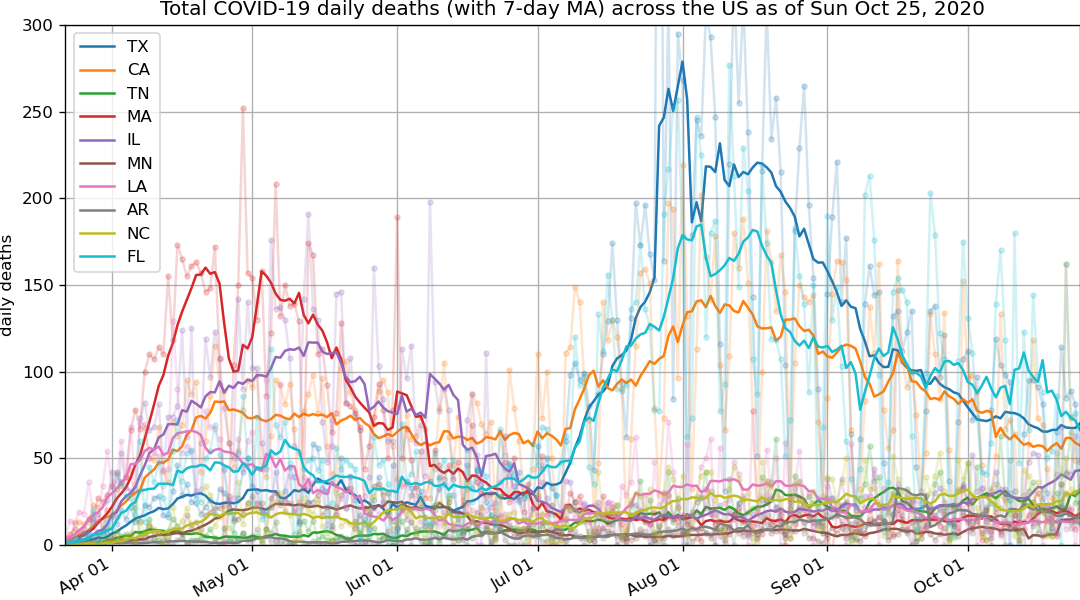 Total COVID-19 daily deaths (with 7-day MA) across the US as of Sun Oct 25, 2020
daily deaths
300
250
200
150
100
50
0
TX
CA
TN
MA
IL
MN
LA
AR
NC
FL
Apr 01
May 01
Jun 01
Jul 01
Aug 01
Sep 01
Oct 01